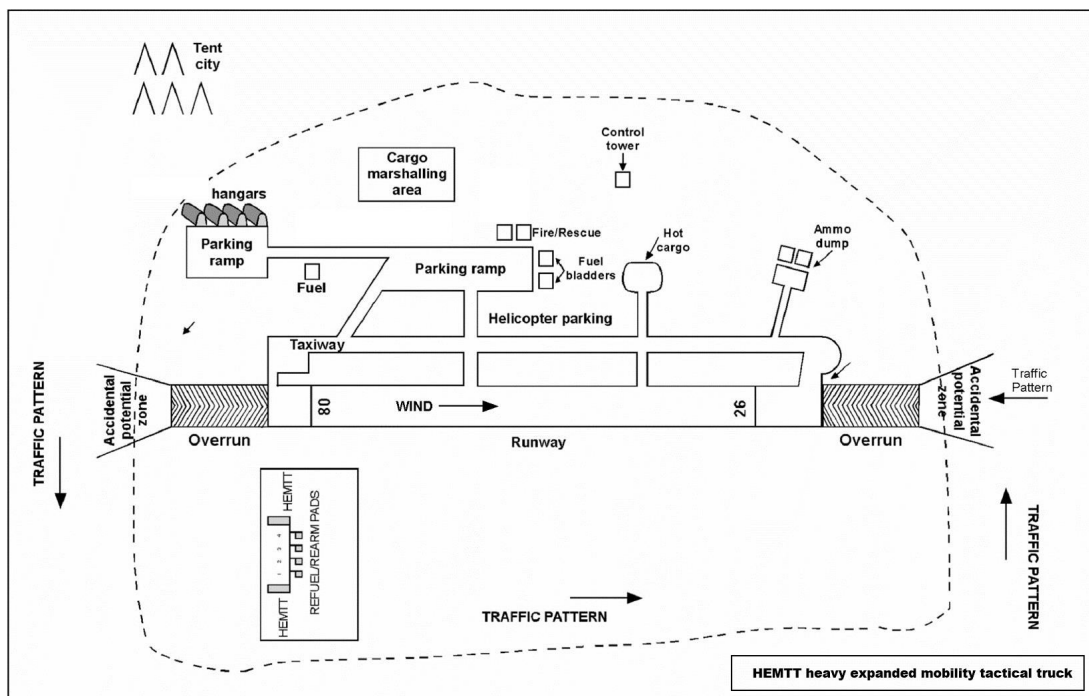 Tent
city
Control
tower
Cargo
marshalling
area
hangars
Parking
ramp
Fire/Rescue
Hot
cargo
Ammo
dump
Parking ramp
Fuel
bladders
Fuel
Helicopter parking
Taxiway
Accidental
potential
zone
80
WIND
26
Accidental
potential
zone
Traffic
Pattern
Overrun
Runway
Overrun
TRAFFIC PATTERN
HEMTT
HEMTT
1 2 3 4
REFUEL/REARM PADS
TRAFFIC PATTERN
TRAFFIC PATTERN
HEMTT heavy expanded mobility tactical truck